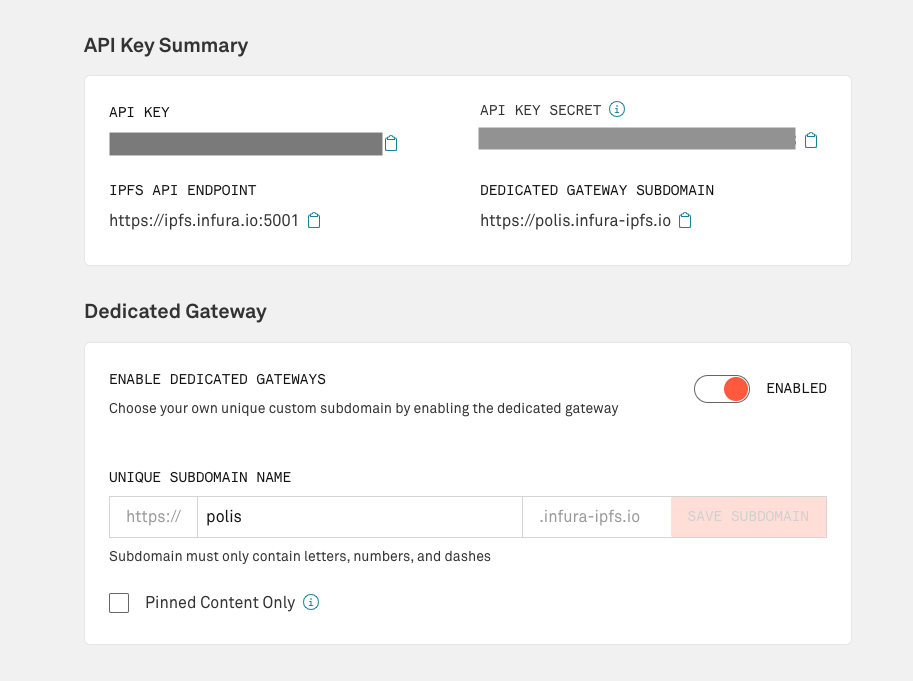 API Key Summary
API KEY
API KEY SECRET
IPFS API ENDPOINT
https://ipfs.infura.io:5001
DEDICATED GATEWAY SUBDOMAIN
https://polis.infura-ipfs.io
Dedicated Gateway
ENABLE DEDICATED GATEWAYS
Choose your own unique custom subdomain by enabling the dedicated gateway
ENABLED
UNIQUE SUBDOMAIN NAME
https:// polis .infura-ipfs.io SAVE SUBDOMAIN
Subdomain must only contain letters, numbers, and dashes
Pinned Content Only